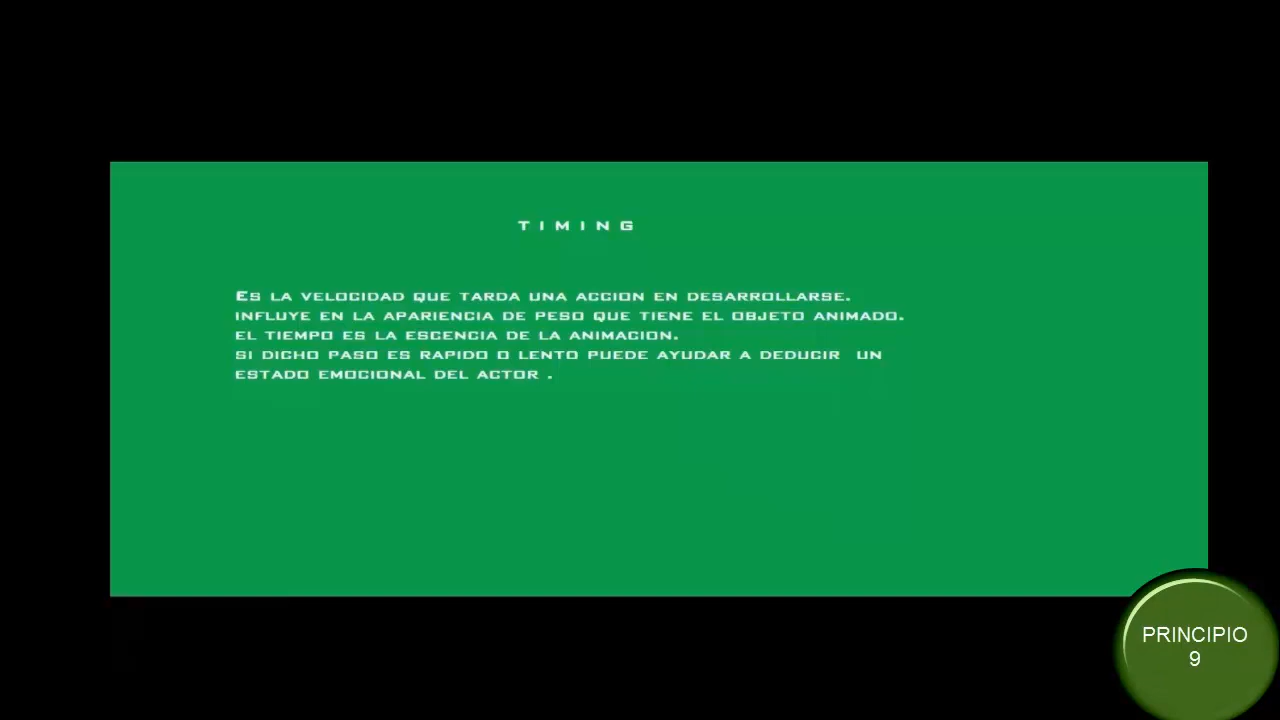 TIMING
ES LA VELOCIDAD QUE TARDA UNA ACCION EN DESARROLLARSE.
INFLUYE EN LA APARIENCIA DE PESO QUE TIENE EL OBJETO ANIMADO.
EL TIEMPO ES LA ESCENCIA DE LA ANIMACION.
SI DICHO PASO ES RAPIDO O LENTO PUEDE AYUDAR A DEDUCIR UN
ESTADO EMOCIONAL DEL ACTOR .
PRINCIPIO
9